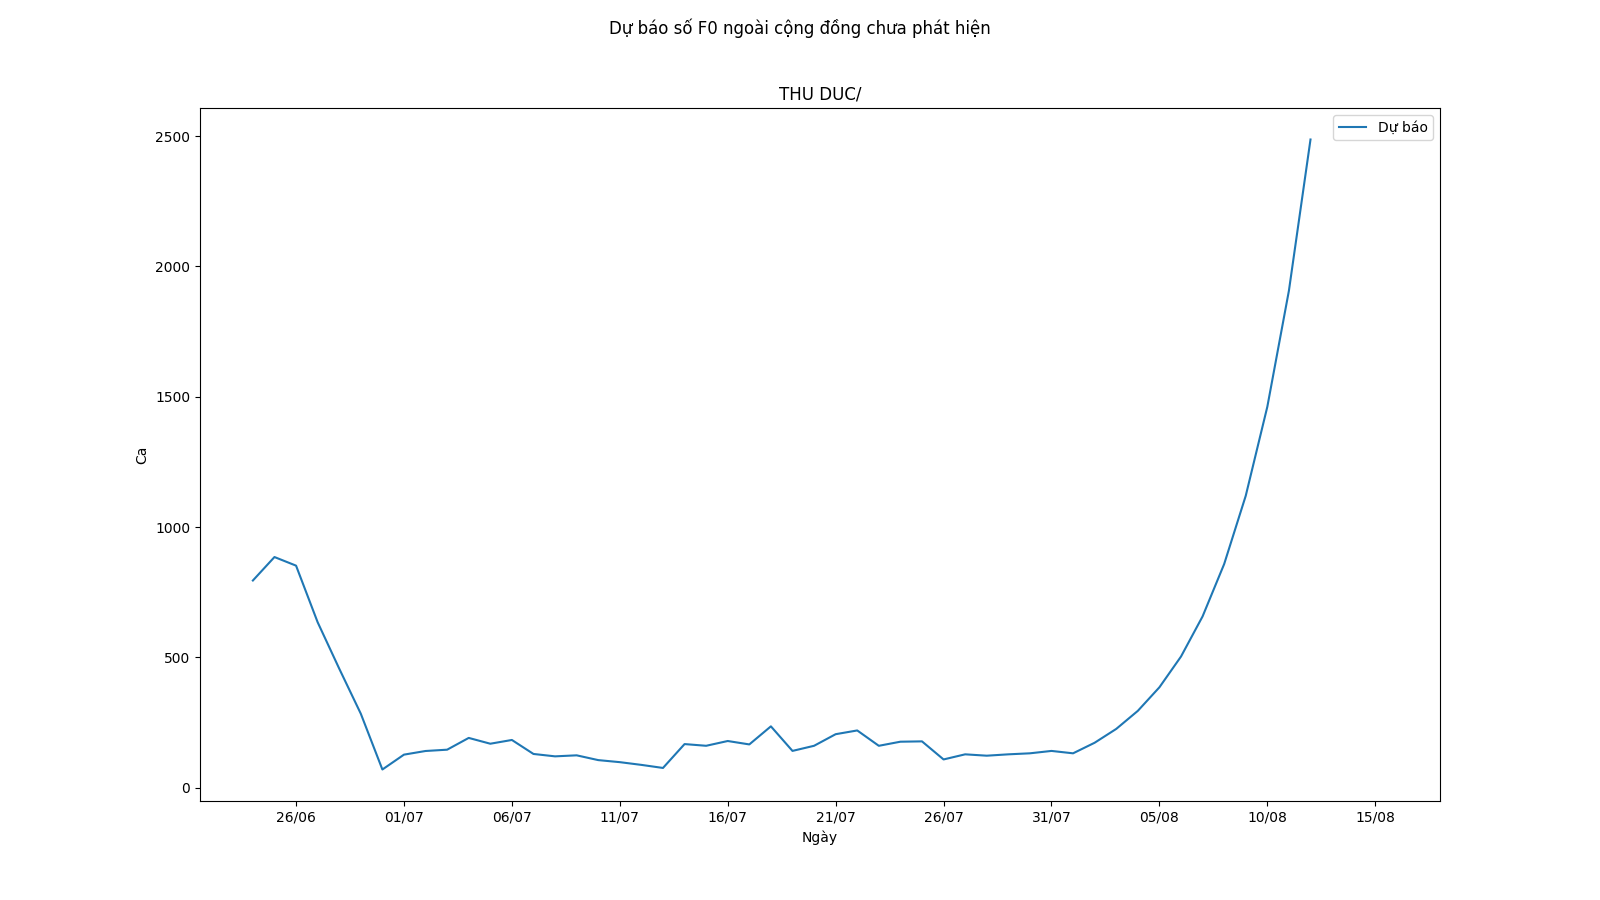 Dự báo số F0 ngoài cộng đồng chưa phát hiện
THU DUC/
Dự báo
2500
2000
1500
1000
500
0
Ca
26/06 01/07 06/07 11/07 16/07 21/07 26/07 31/07 05/08 10/08 15/08
Ngày